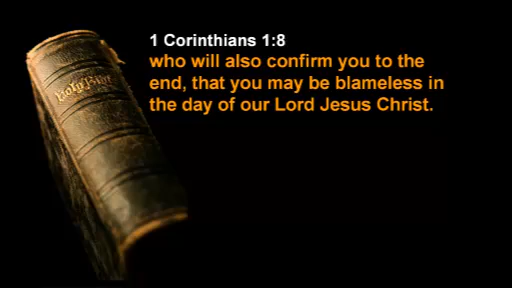 1 Corinthians 1:8
who will also confirm you to the
end, that you may be blameless in
the day of our Lord Jesus Christ.
Holy Bible